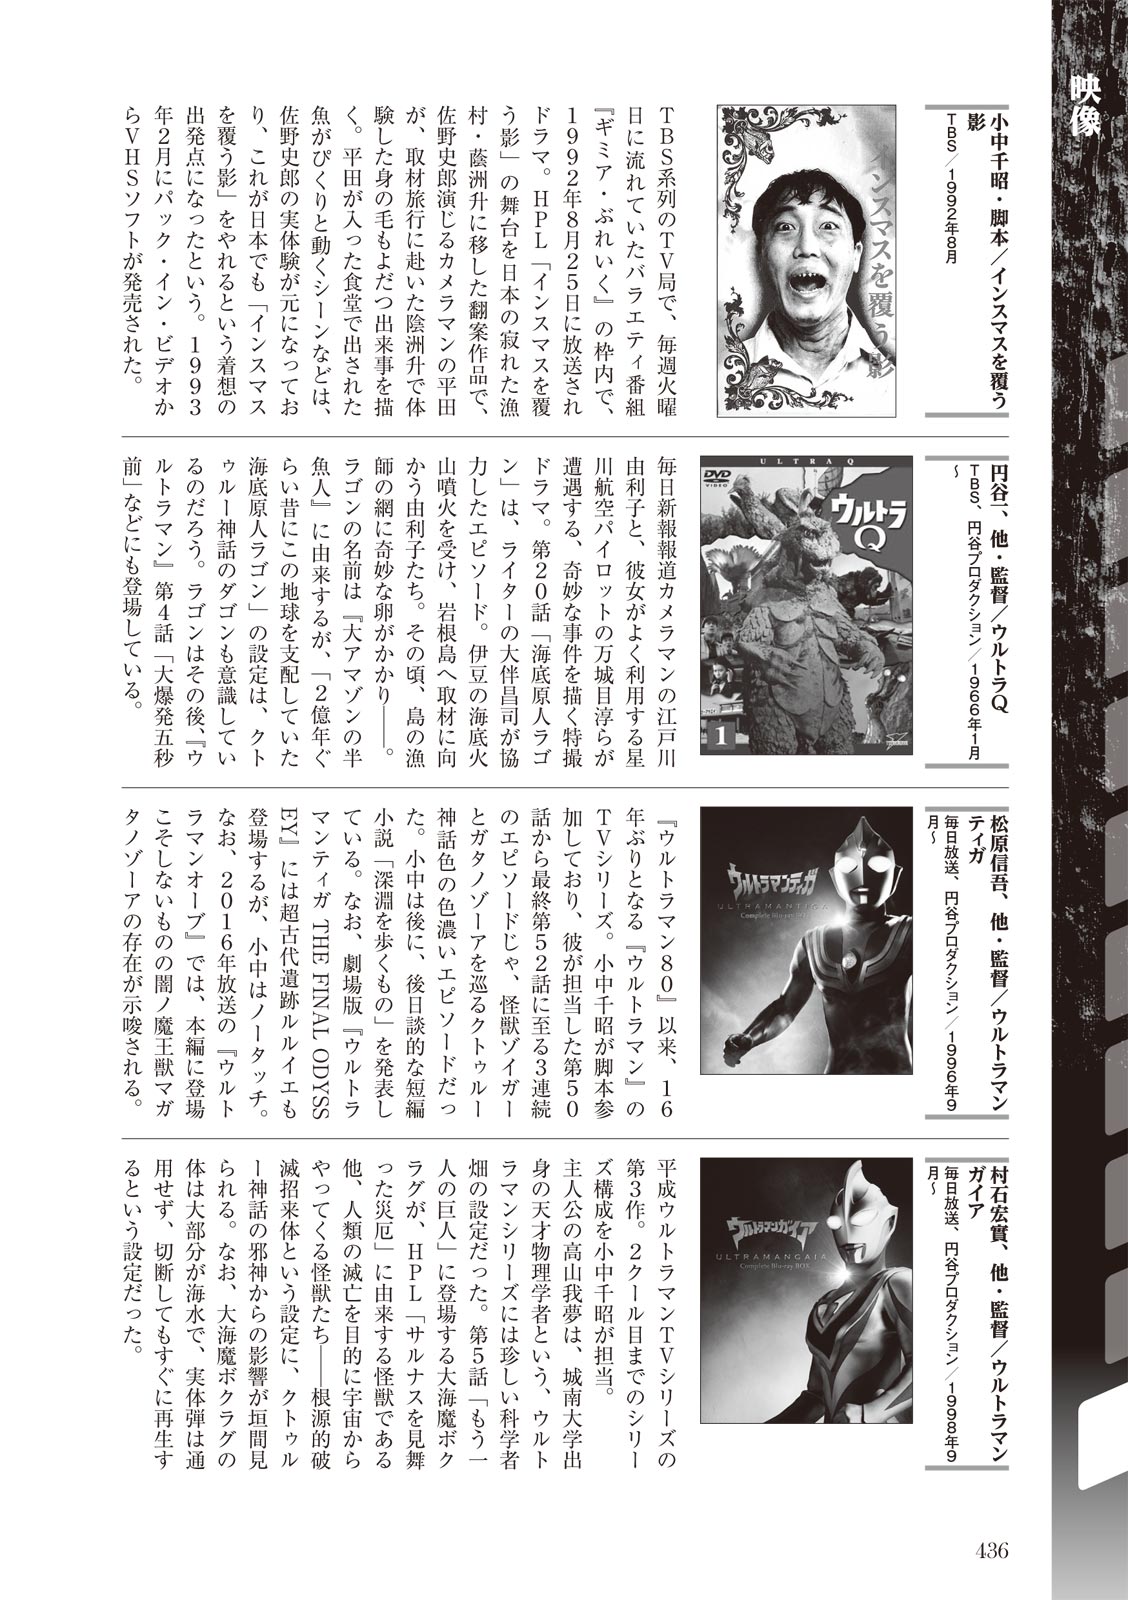 映像
小中千昭・脚本／インスマスを覆う
影
TBS／1992年8月
インスマスを覆う影
TBS系列のTV局で、毎週火曜
日に流れていたバラエティ番組
『ギミア・ぶれいく』の枠内で、
1992年8月25日に放送され
ドラマ。HPL「インスマスを覆
う影」の舞台を日本の寂れた漁
村・蔭洲升に移した翻案作品で、
佐野史郎演じるカメラマンの平田
が、取材旅行に赴いた陰洲升で体
験した身の毛もよだつ出来事を描
く。平田が入った食堂で出された
魚がぴくりと動くシーンなどは、
佐野史郎の実体験が元になってお
り、これが日本でも「インスマス
を覆う影」をやれるという着想の
出発点になったという。1993
年2月にパック・イン・ビデオか
らVHSソフトが発売された。
円谷一、他・監督／ウルトラQ
TBS、円谷プロダクション／1966年1月
～
ULTRA Q
DVD
VIDEO
ウルトラ
Q
1
毎日新報報道カメラマンの江戸川
由利子と、彼女がよく利用する星
川航空パイロットの万城目淳らが
遭遇する、奇妙な事件を描く特撮
ドラマ。第20話「海底原人ラゴ
ン」は、ライターの大伴昌司が協
力したエピソード。伊豆の海底火
山噴火を受け、岩根島へ取材に向
かう由利子たち。その頃、島の漁
師の網に奇妙な卵がかかり――。
ラゴンの名前は『大アマゾンの半
魚人』に由来するが、「2億年ぐ
らい昔にこの地球を支配していた
海底原人ラゴン」の設定は、クト
ゥルー神話のダゴンも意識してい
るのだろう。ラゴンはその後、『ウ
ルトラマン』第4話「大爆発五秒
前」などにも登場している。
松原信吾、他・監督／ウルトラマン
ティガ
毎日放送、円谷プロダクション／1996年9
月～
ウルトラマンティガ
ULTRAMANTIGA
Complete Blu-ray BOX
『ウルトラマン80』以来、16
年ぶりとなる『ウルトラマン』の
TVシリーズ。小中千昭が脚本参
加しており、彼が担当した第50
話から最終第52話に至る3連続
のエピソードじゃ、怪獣ゾイガー
とガタノゾーアを巡るクトゥルー
神話色の色濃いエピソードだっ
た。小中は後に、後日談的な短編
小説「深淵を歩くもの」を発表し
ている。なお、劇場版『ウルトラ
マンティガ THE FINAL ODYSS
EY』には超古代遺跡ルルイエも
登場するが、小中はノータッチ。
なお、2016年放送の『ウルト
ラマンオーブ』では、本編に登場
こそしないものの闇ノ魔王獣マガ
タノゾーアの存在が示唆される。
村石宏實、他・監督／ウルトラマン
ガイア
毎日放送、円谷プロダクション／1998年9
月～
ウルトラマンガイア
ULTRAMANGAIA
Complete Blu-ray BOX
平成ウルトラマンTVシリーズの
第3作。2クール目までのシリー
ズ構成を小中千昭が担当。
主人公の高山我夢は、城南大学出
身の天才物理学者という、ウルト
ラマンシリーズには珍しい科学者
畑の設定だった。第5話「もう一
人の巨人」に登場する大海魔ボク
ラグが、HPL「サルナスを見舞
った災厄」に由来する怪獣である
他、人類の滅亡を目的に宇宙から
やってくる怪獣たち――根源的破
滅招来体という設定に、クトゥル
ー神話の邪神からの影響が垣間見
られる。なお、大海魔ボクラグの
体は大部分が海水で、実体弾は通
用せず、切断してもすぐに再生す
るという設定だった。
436